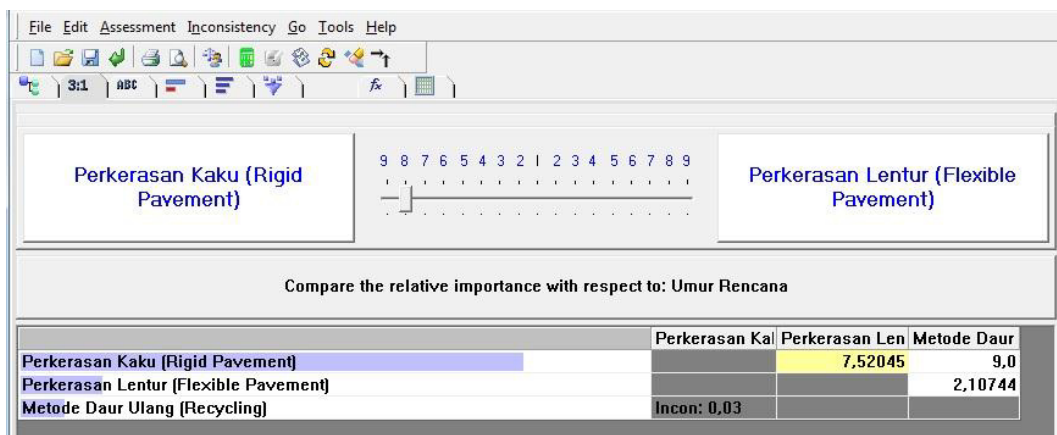 File Edit Assessment Inconsistency Go Tools Help
3:1 ABC fx
Perkerasan Kaku (Rigid
Pavement)
9 8 7 6 5 4 3 2 1 2 3 4 5 6 7 8 9
Perkerasan Lentur (Flexible
Pavement)
Compare the relative importance with respect to: Umur Rencana
Perkerasan Kal Perkerasan Len Metode Daur
Perkerasan Kaku (Rigid Pavement) 7,52045 9,0
Perkerasan Lentur (Flexible Pavement) 2,10744
Metode Daur Ulang (Recycling) Incon: 0,03